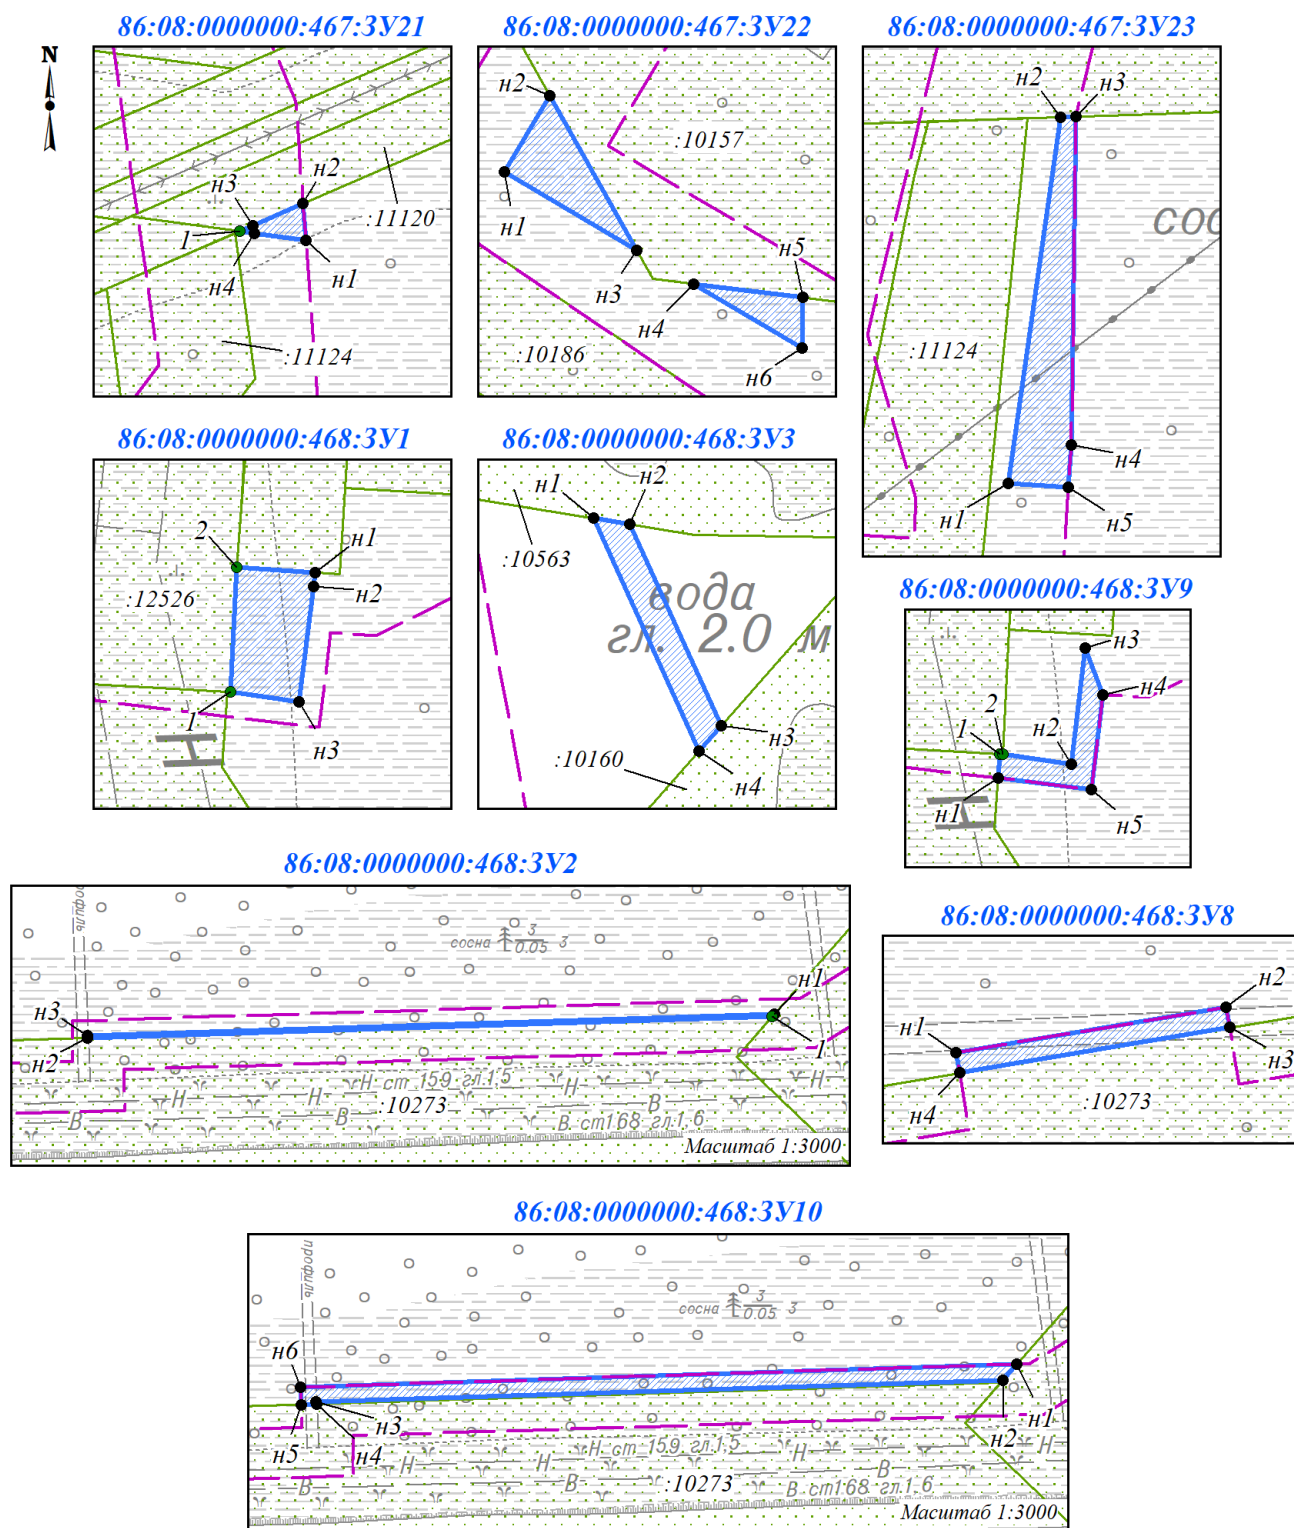 86:08:0000000:467:ЗУ21
86:08:0000000:467:ЗУ22
86:08:0000000:467:ЗУ23
N
н3
н2
:11120
1
н4
н1
:11124
н2
:10157
н1
н5
н3
н4
:10186
н6
н2
н3
сос
:11124
н4
н1
н5
86:08:0000000:468:ЗУ1
86:08:0000000:468:ЗУ3
2
н1
:12526
н2
1
н3
Н
н1
н2
:10563
вода
гл. 2.0 м
н3
:10160
н4
86:08:0000000:468:ЗУ9
н3
2
н4
1
н2
н1
н5
Н
86:08:0000000:468:ЗУ2
профиль
сосна 3 3
0.05
н1
н3
н2
1
Н ст 159 гл.1.5
Н
Н
Н
:10273
В
В
В ст168 гл.1.6
Масштаб 1:3000
86:08:0000000:468:ЗУ8
н2
н1
н3
н4
:10273
86:08:0000000:468:ЗУ10
профиль
сосна 3 3
0.05
н6
н3
н1
н5
н4
н2
Н ст 159 гл.1.5
Н
Н
Н
В
В
:10273
В
В ст168 гл.1.6
Масштаб 1:3000